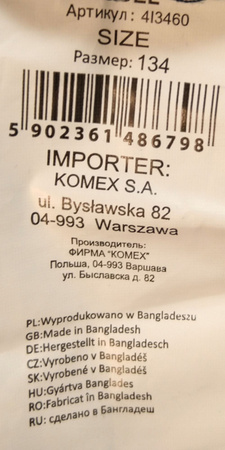 Артикул : 4I3460
SIZE
Размер: 134
5 902361 486798
IMPORTER:
KOMEX S.A.
ul. Bysławska 82
04-993 Warszawa
Производитель:
ФИРМА "КОМЕХ"
Польша, 04-993 Варшава
ул. Быславска д. 82
PL:Wyprodukowano w Bangladeszu
GB:Made in Bangladesh
DE:Hergestellt in Bangladesch
CZ:Vyrobeno v Bangladéš
SK:Vyrobené v Bangladéš
HU:Gyártva Banglades
RO:Fabricat în Bangladesh
RU: сделано в Бангладеш